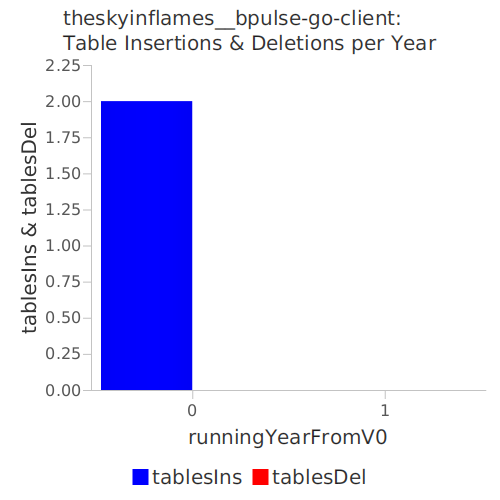 theskyinflames__bpulse-go-client:
Table Insertions & Deletions per Year
2.25
2.00
1.75
1.50
1.25
1.00
0.75
0.50
0.25
0.00
tablesIns & tablesDel
0
1
runningYearFromV0
tablesIns
tablesDel